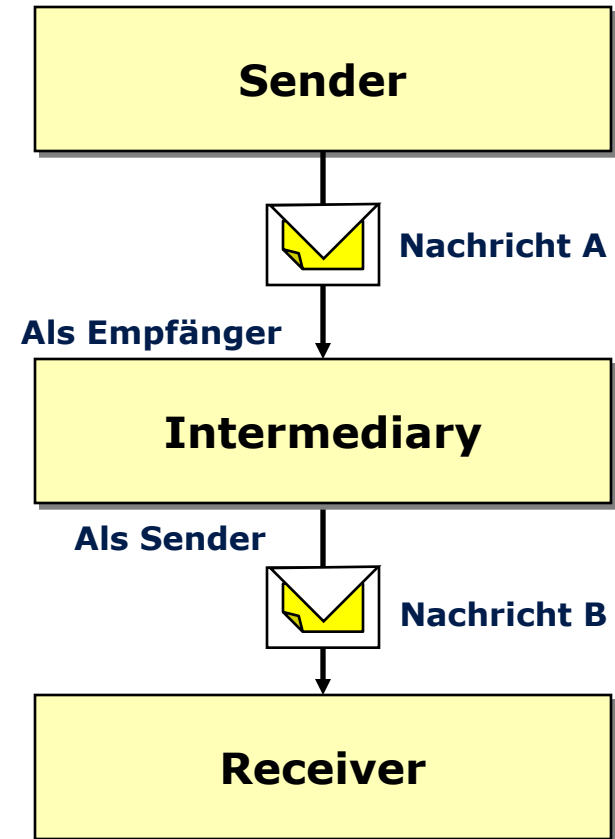 Sender
Nachricht A
Als Empfänger
Intermediary
Als Sender
Nachricht B
Receiver